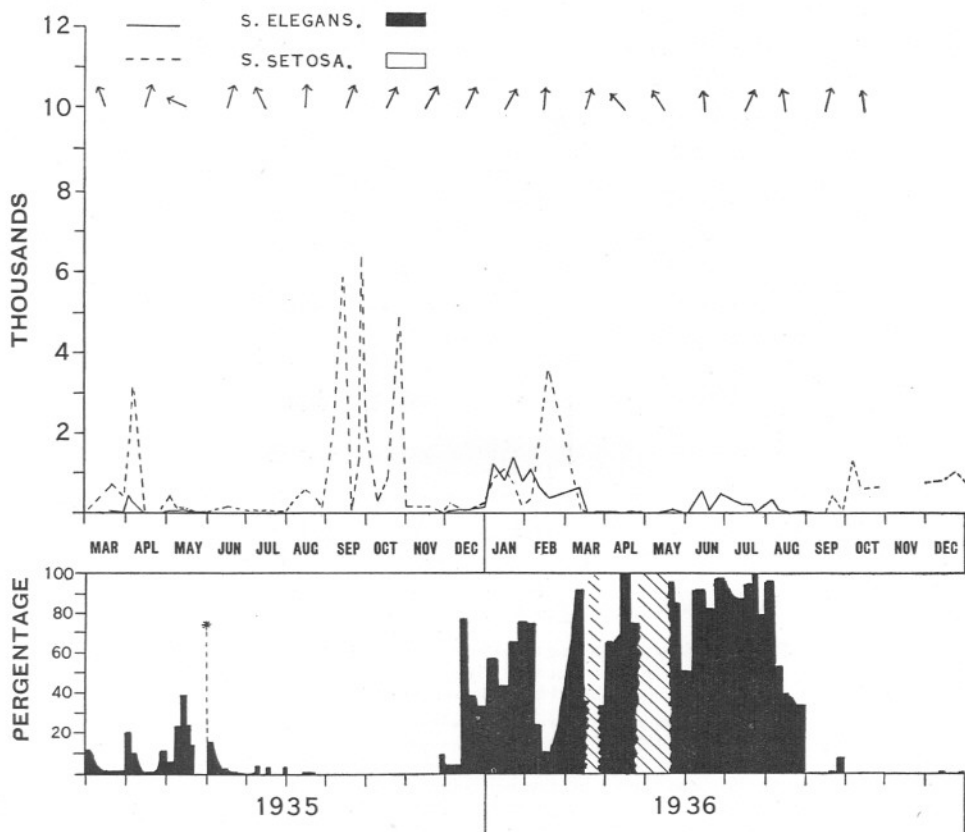 12
S. ELEGANS.
S. SETOSA.
10
8
6
4
2
THOUSANDS
MAR APL MAY JUN JUL AUG SEP OCT NOV DEC JAN FEB MAR APL MAY JUN JUL AUG SEP OCT NOV DEC
100
80
60
40
20
PERGENTAGE
1935 1936